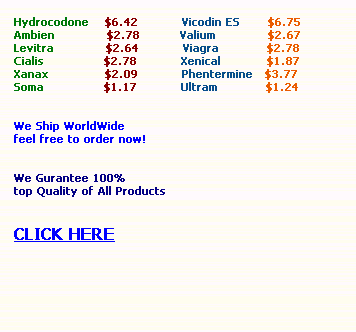 Hydrocodone $6.42 Vicodin ES $6.75
Ambien $2.78 Valium $2.67
Levitra $2.64 Viagra $2.78
Cialis $2.78 Xenical $1.87
Xanax $2.09 Phentermine $3.77
Soma $1.17 Ultram $1.24
We Ship WorldWide
feel free to order now!
We Gurantee 100%
top Quality of All Products
CLICK HERE